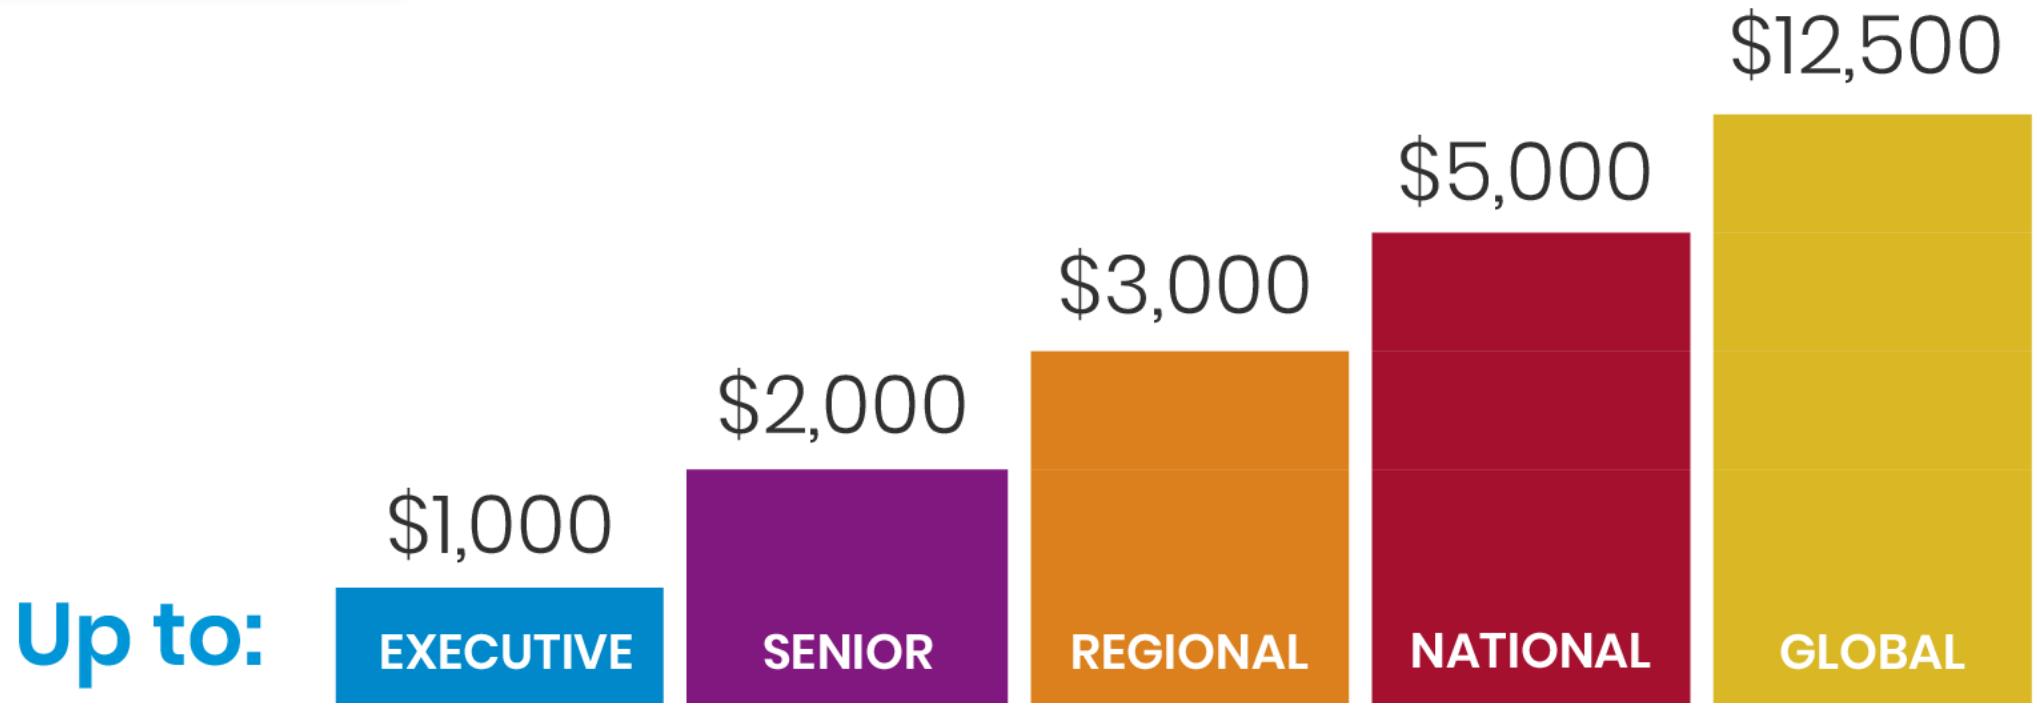 $12,500
$5,000
$3,000
$2,000
$1,000
Up to:
EXECUTIVE
SENIOR
REGIONAL
NATIONAL
GLOBAL